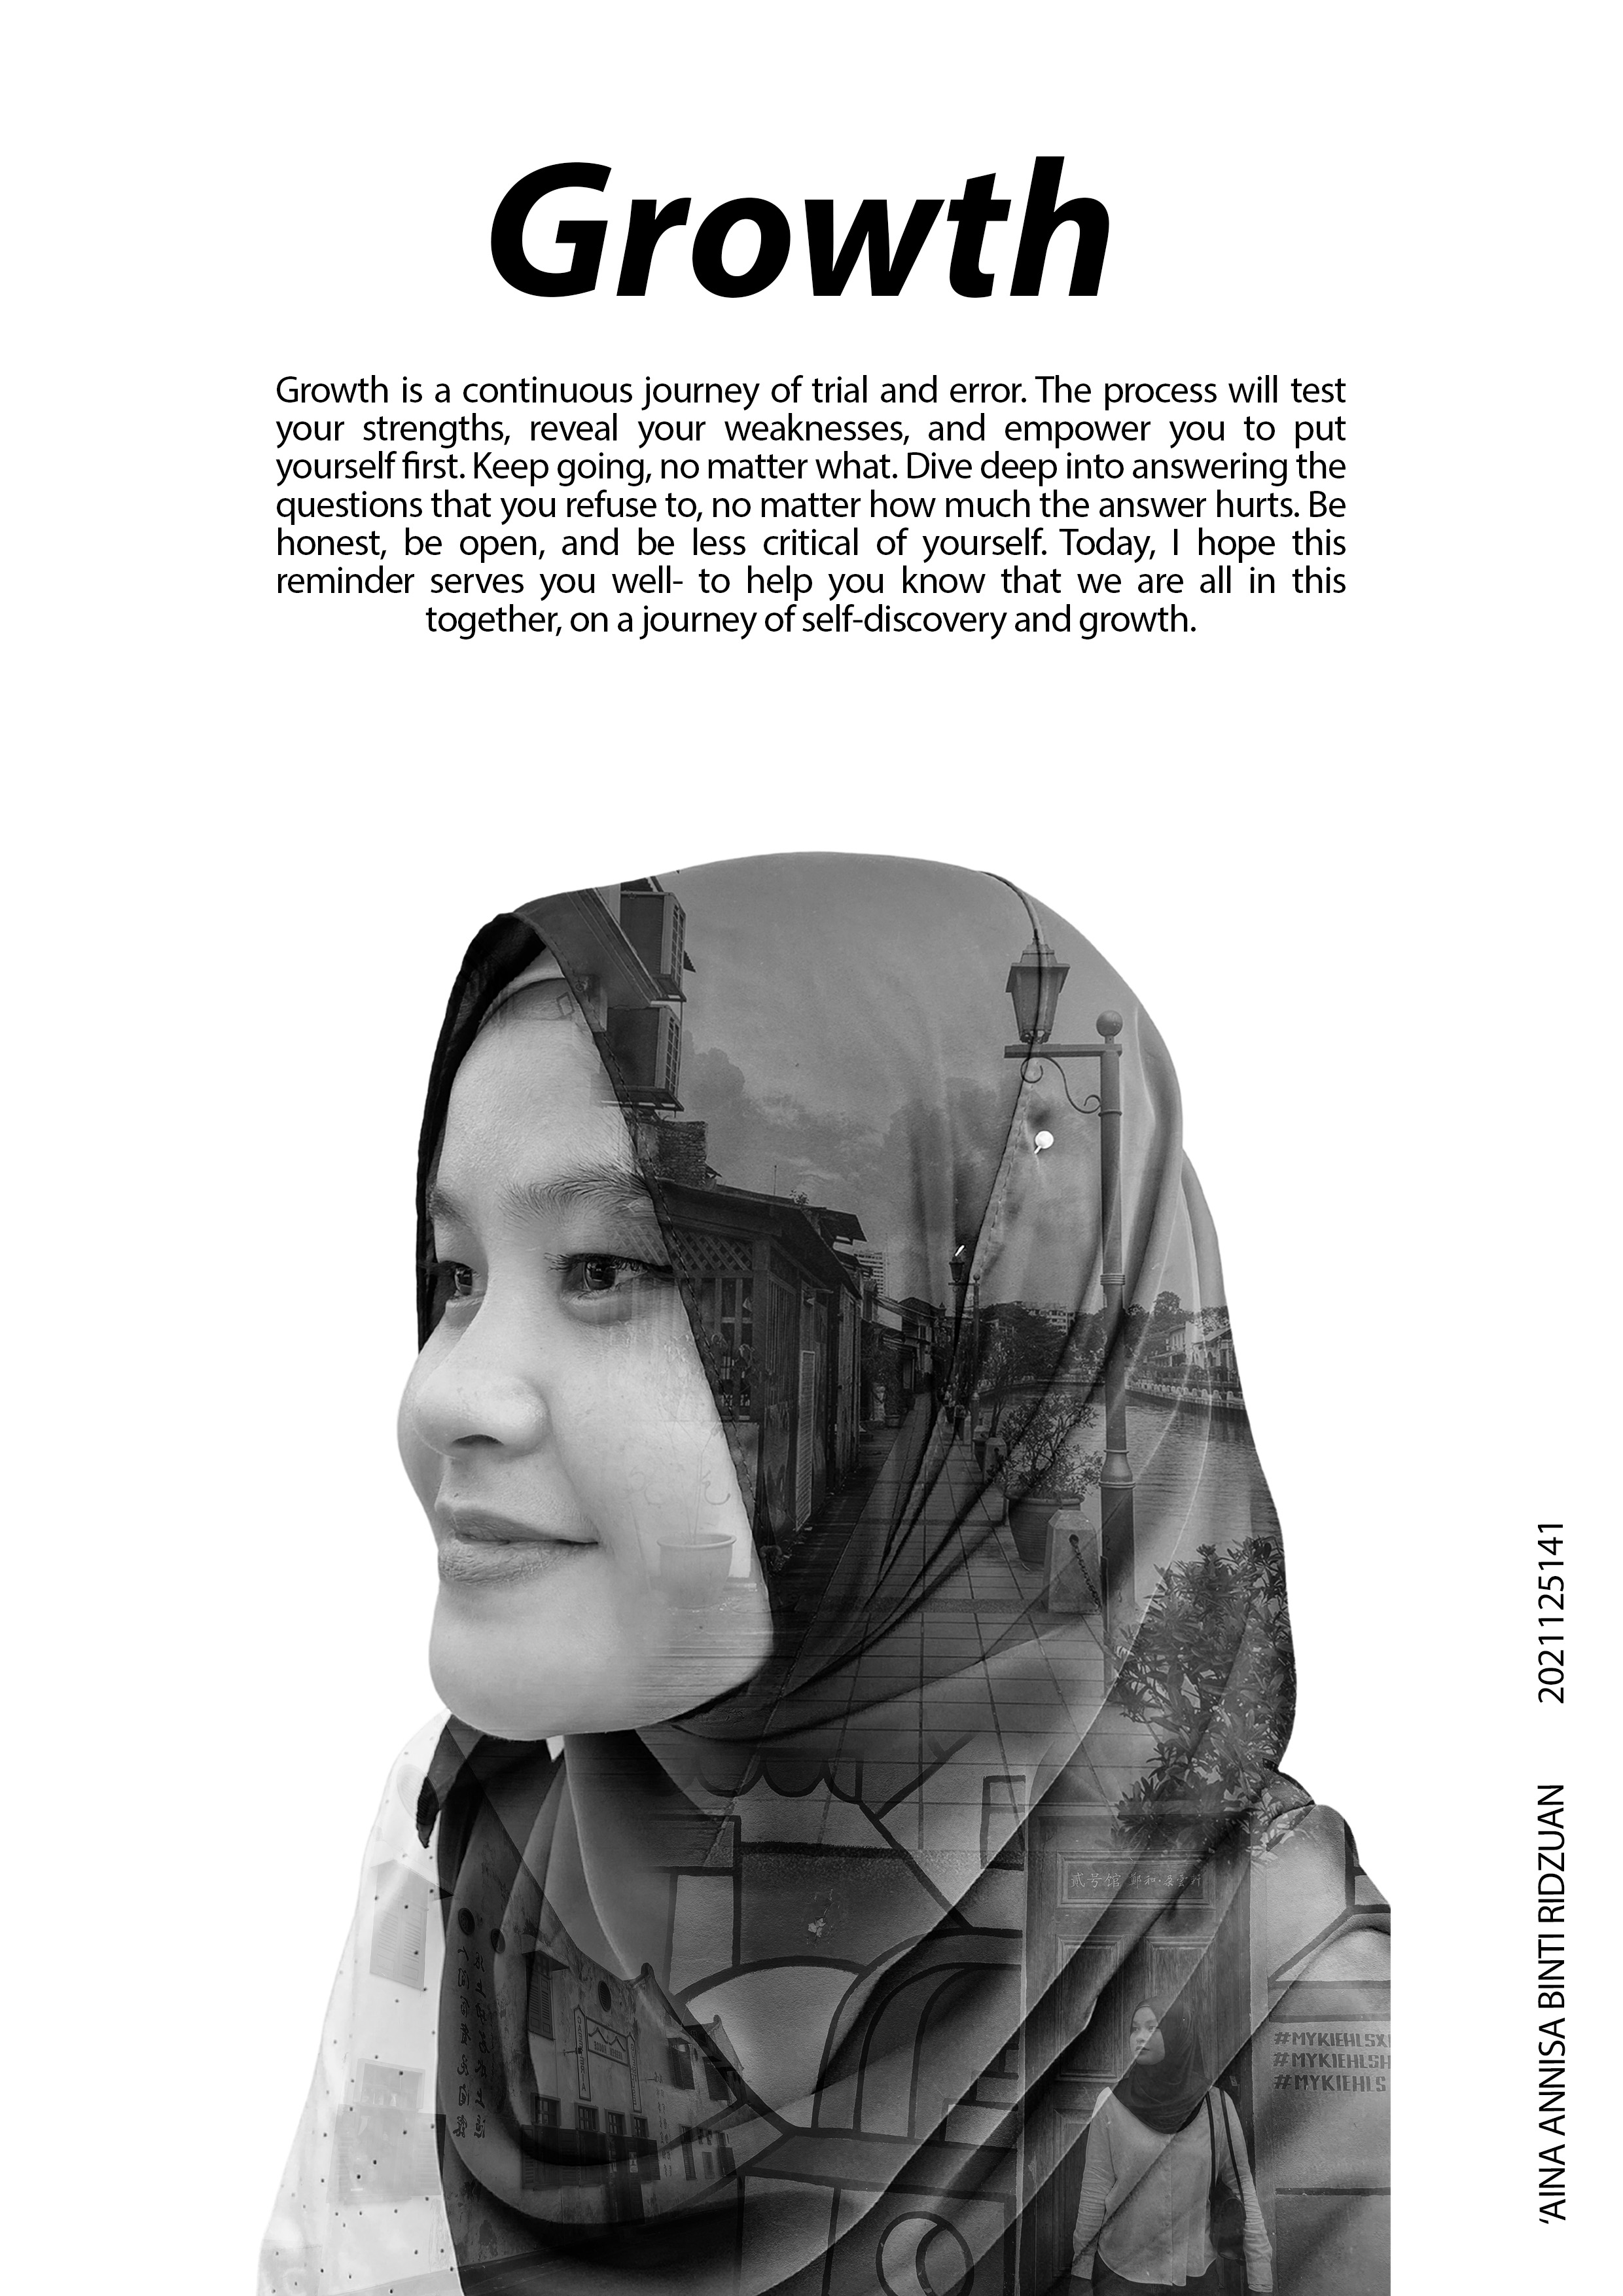 Growth
Growth is a continuous journey of trial and error. The process will test
your strengths, reveal your weaknesses, and empower you to put
yourself first. Keep going, no matter what. Dive deep into answering the
questions that you refuse to, no matter how much the answer hurts. Be
honest, be open, and be less critical of yourself. Today, I hope this
reminder serves you well- to help you know that we are all in this
together, on a journey of self-discovery and growth.
‘AINA ANNISA BINTI RIDZUAN 2021125141
贰号馆
#MYKIEHLSX
#MYKIEHLSH
#MYKIEHLS